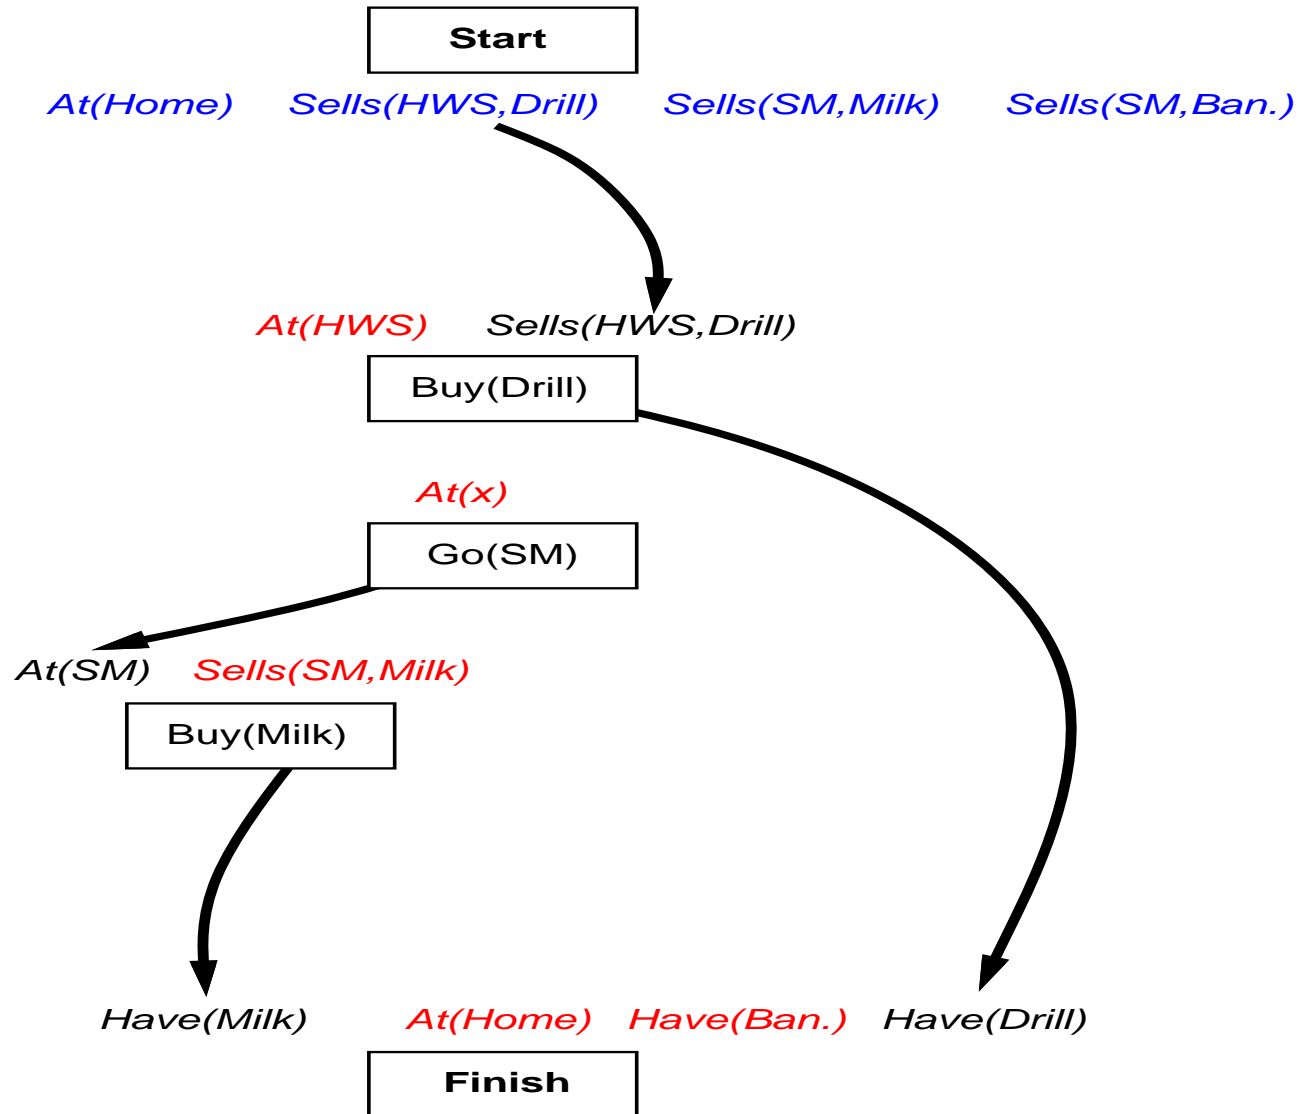 Start
At(Home) Sells(HWS,Drill) Sells(SM,Milk) Sells(SM,Ban.)
At(HWS) Sells(HWS,Drill)
Buy(Drill)
At(x)
Go(SM)
At(SM) Sells(SM,Milk)
Buy(Milk)
Have(Milk) At(Home) Have(Ban.) Have(Drill)
Finish